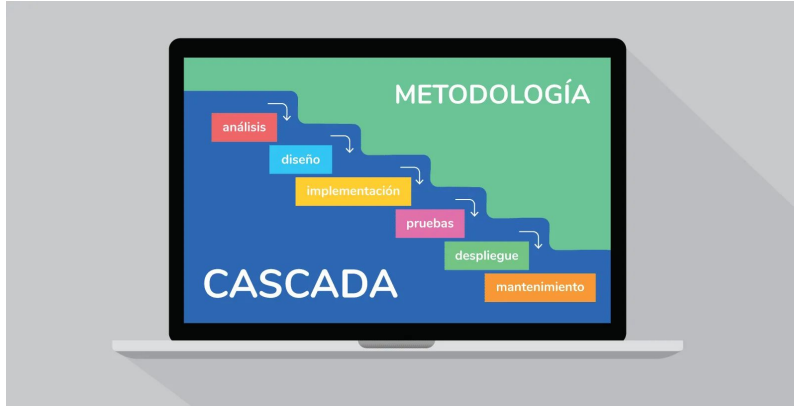 METODOLOGÍA
análisis
diseño
implementación
pruebas
despliegue
mantenimiento
CASCADA